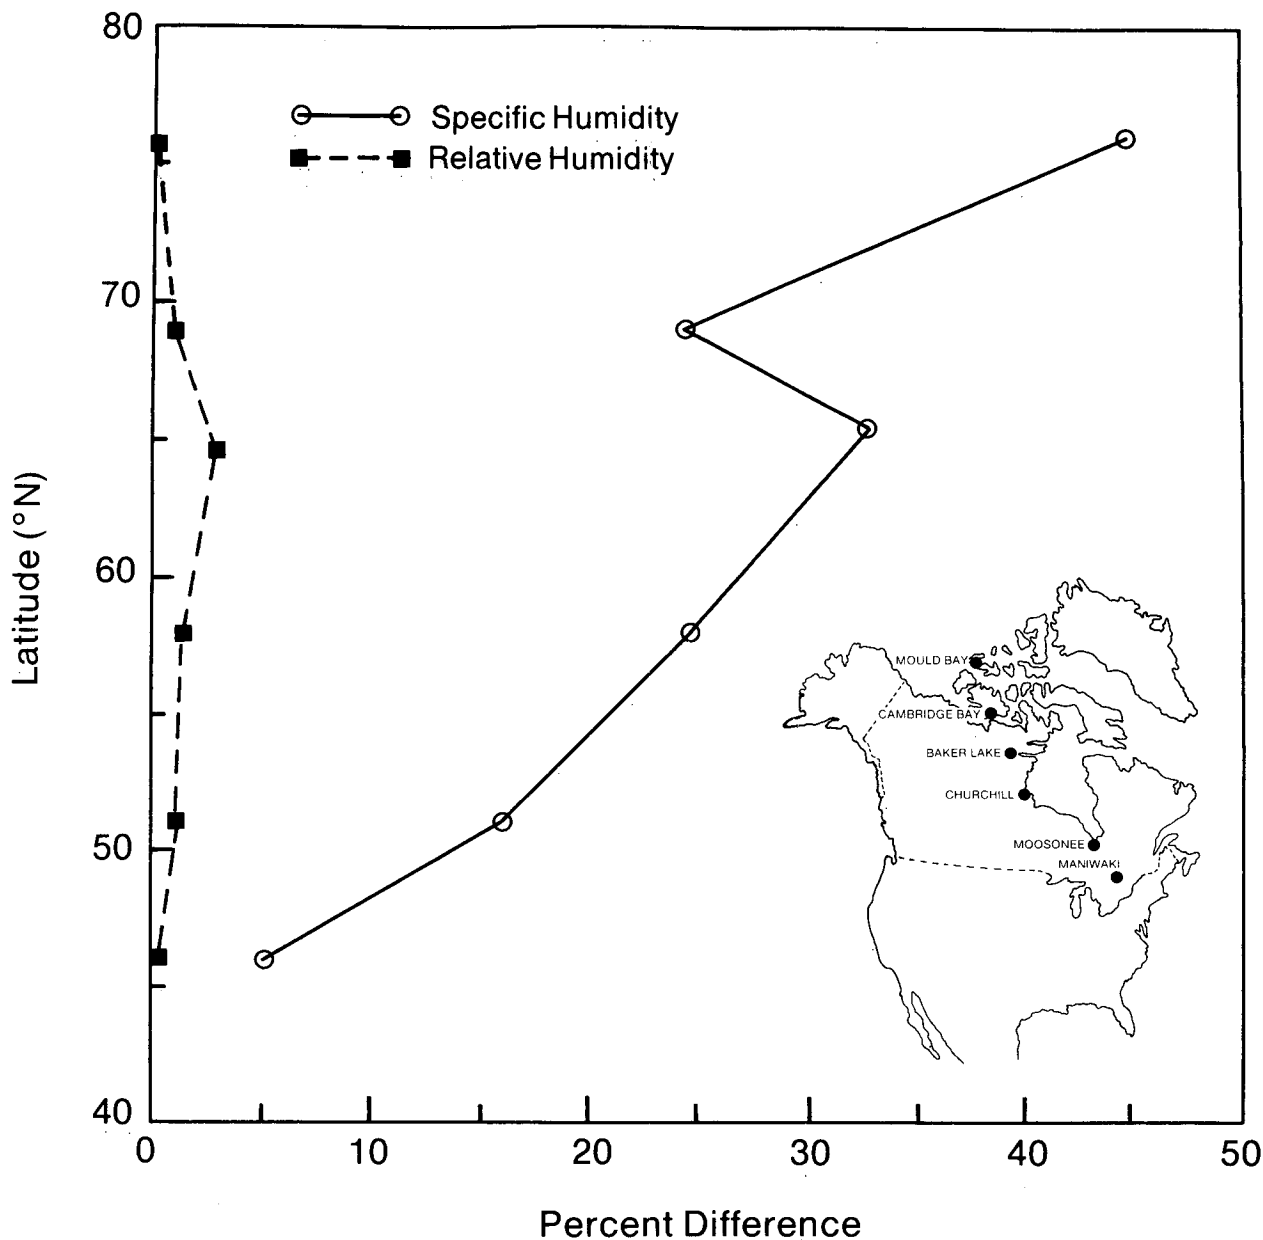 80
Specific Humidity
Relative Humidity
70
60
50
40
Latitude (°N)
MOULD BAY
CAMBRIDGE BAY
BAKER LAKE
CHURCHILL
MOOSONEE
MANIWAKI
0 10 20 30 40 50
Percent Difference